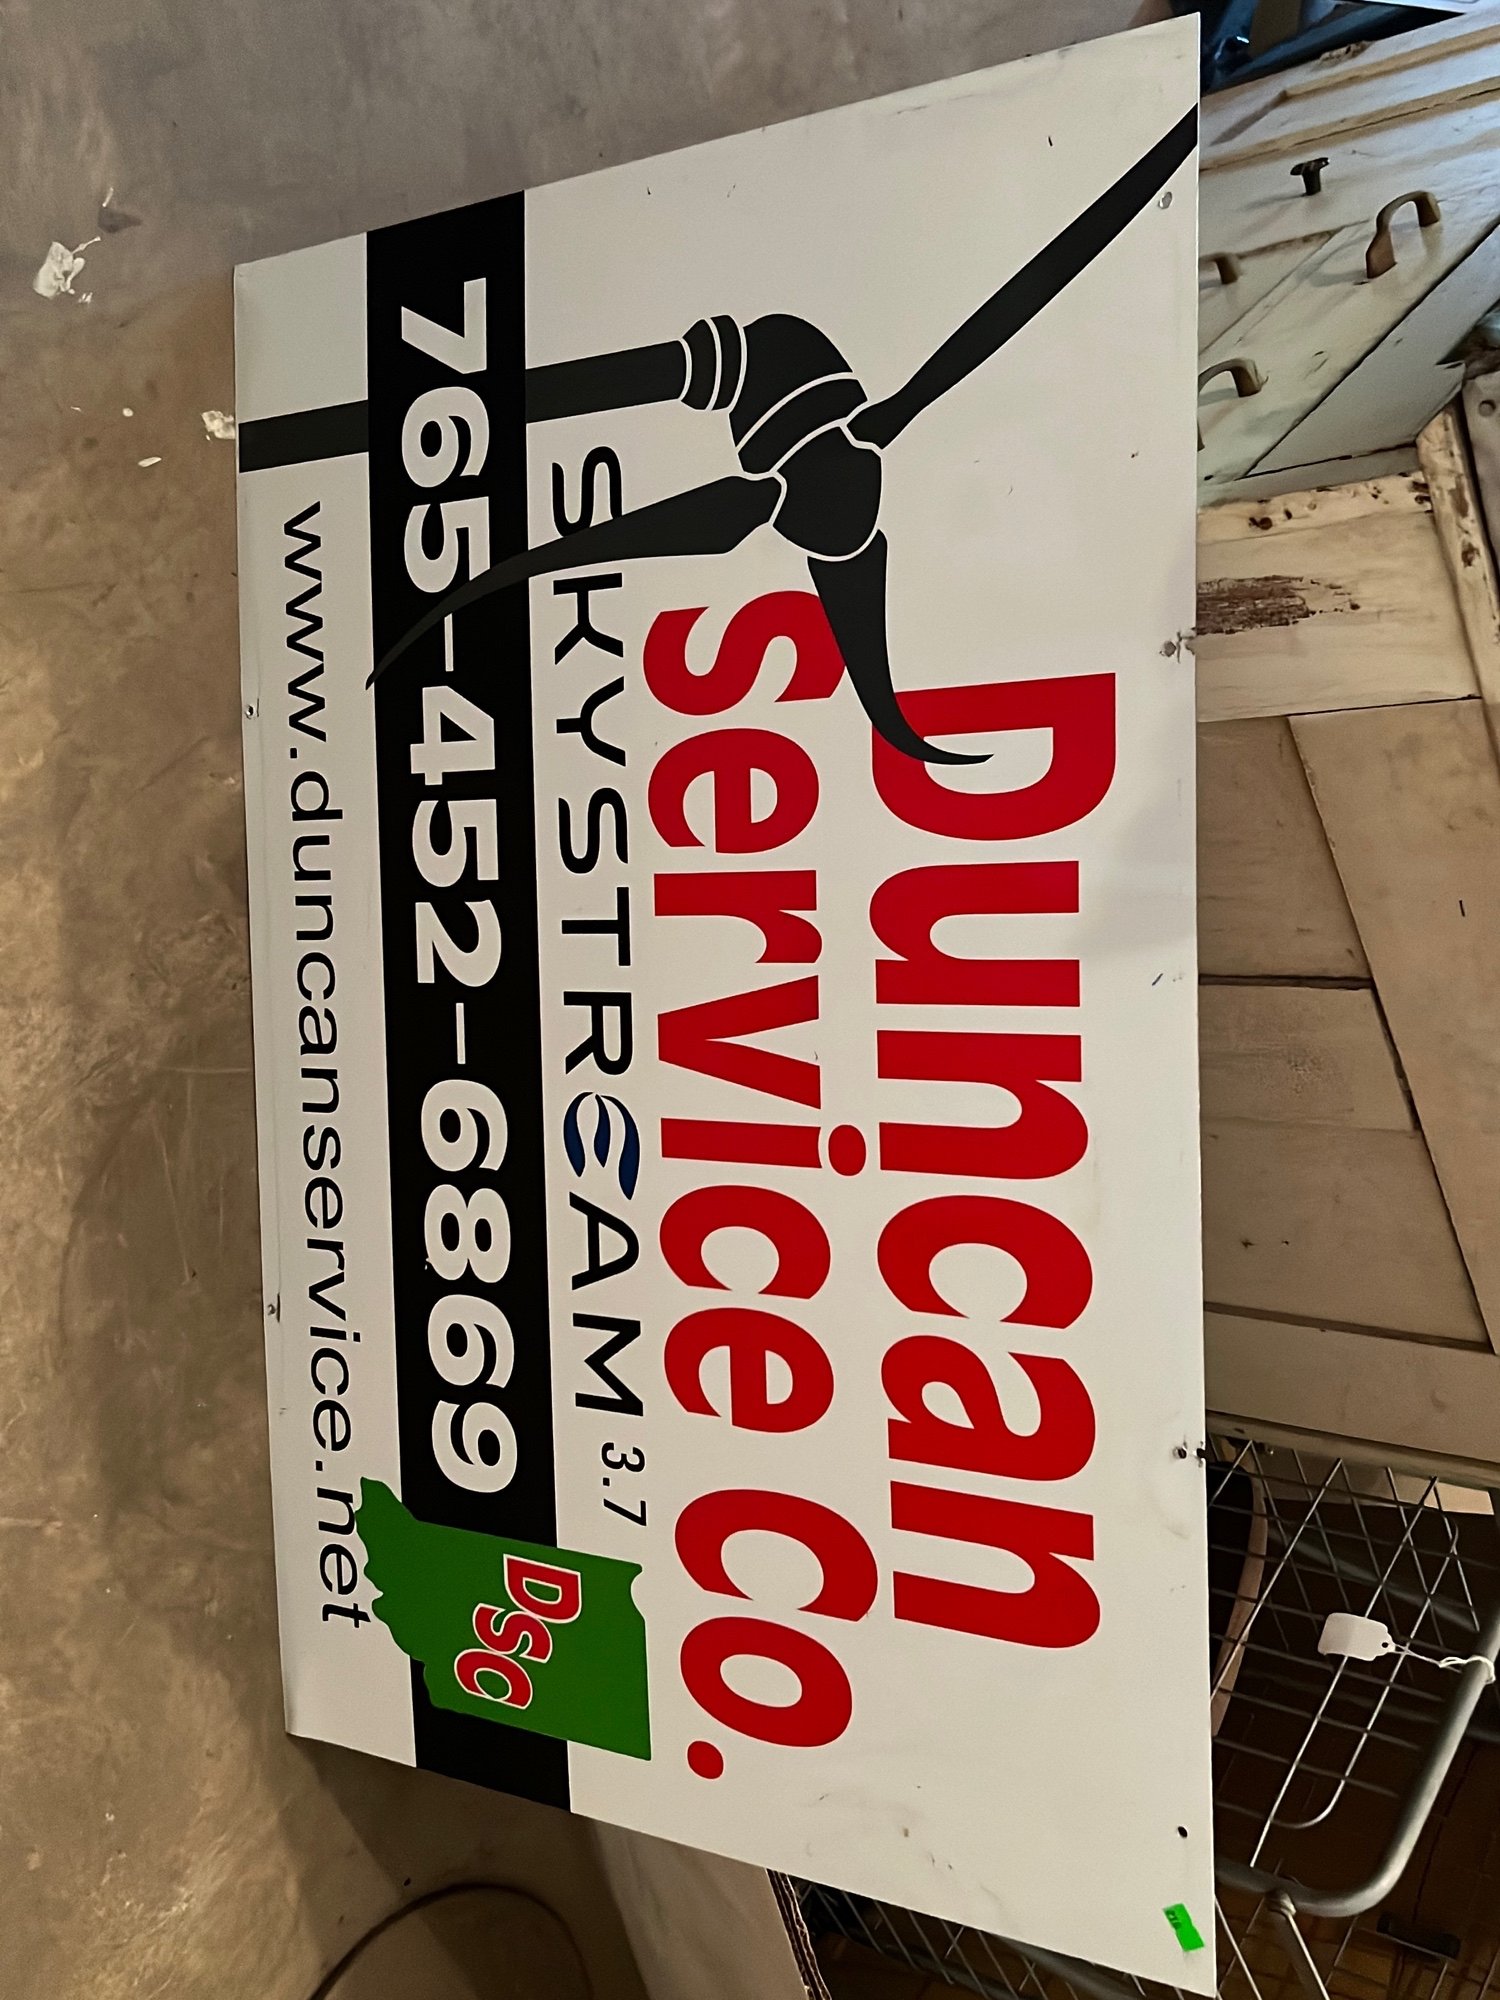 Duncan
Service Co.
SKYSTREAM 3.7
765-452-6869
DSC
www.duncanservice.net